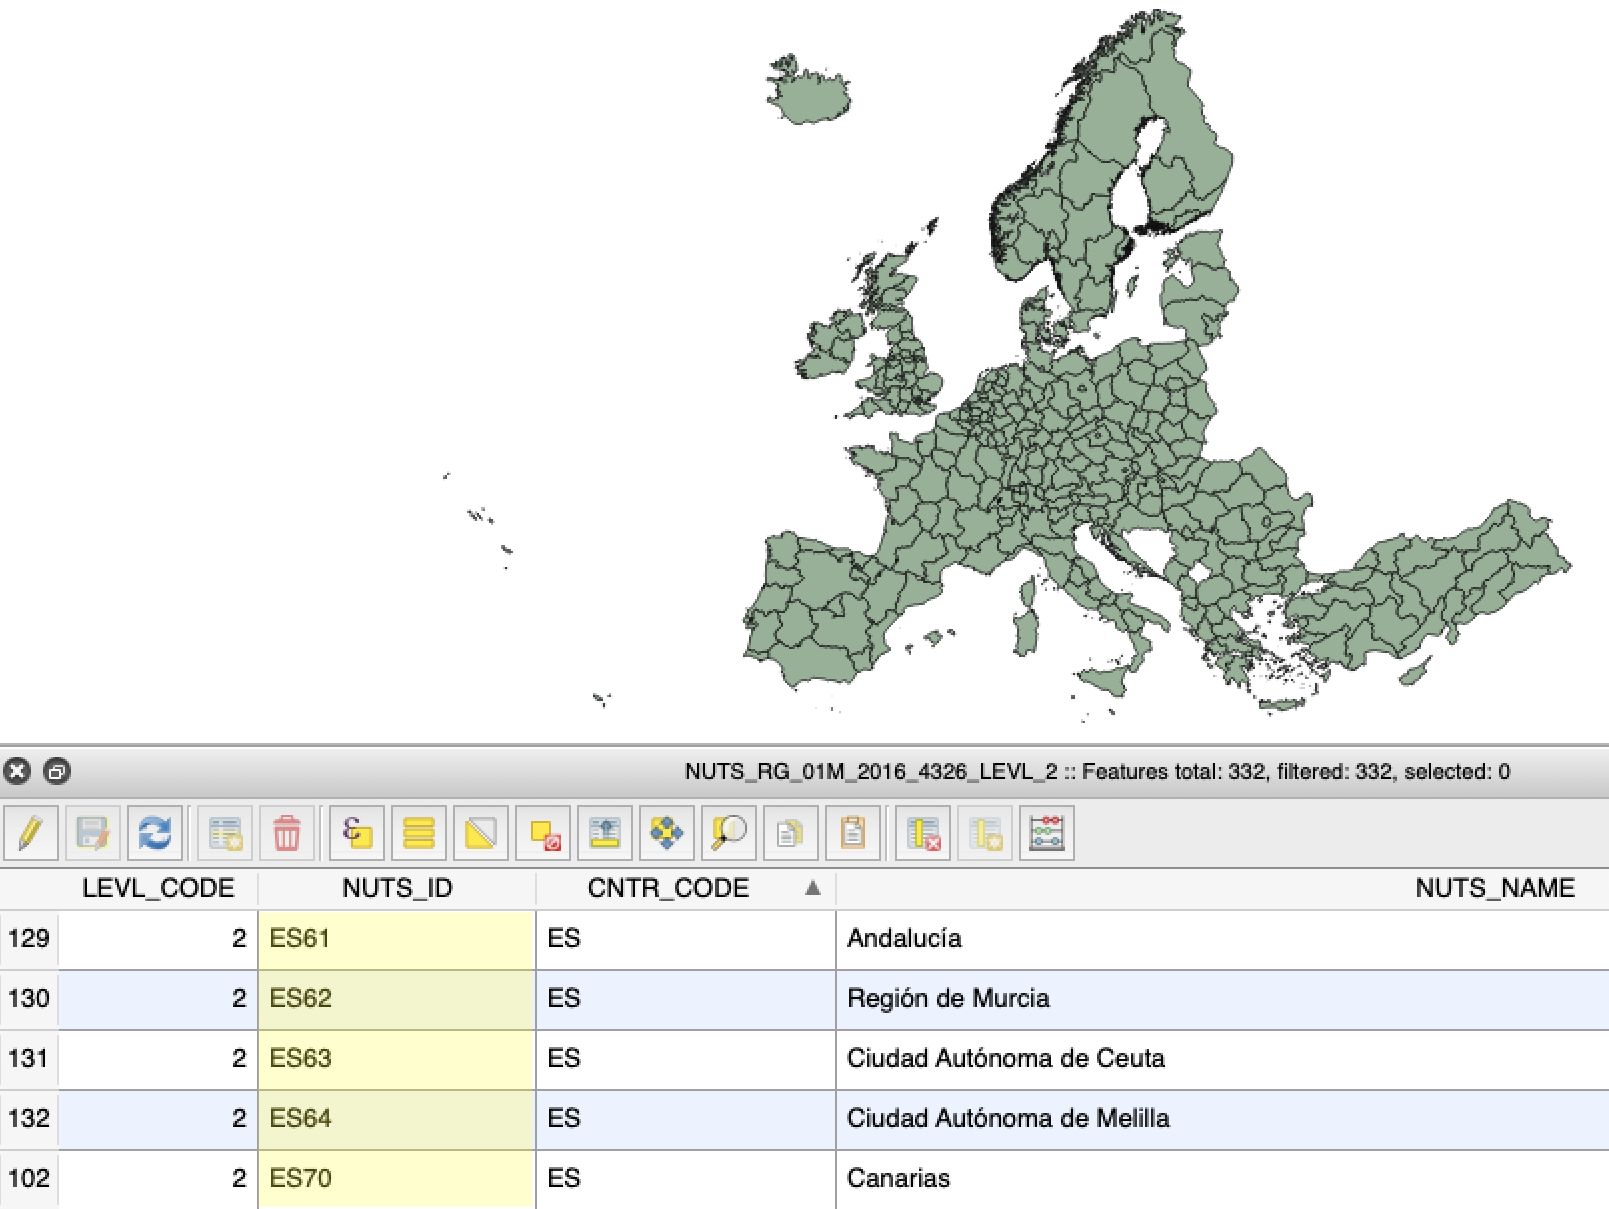 NUTS_RG_01M_2016_4326_LEVL_2 :: Features total: 332, filtered: 332, selected: 0
LEVL_CODE NUTS_ID CNTR_CODE NUTS_NAME
129 2 ES61 ES Andalucía
130 2 ES62 ES Región de Murcia
131 2 ES63 ES Ciudad Autónoma de Ceuta
132 2 ES64 ES Ciudad Autónoma de Melilla
102 2 ES70 ES Canarias